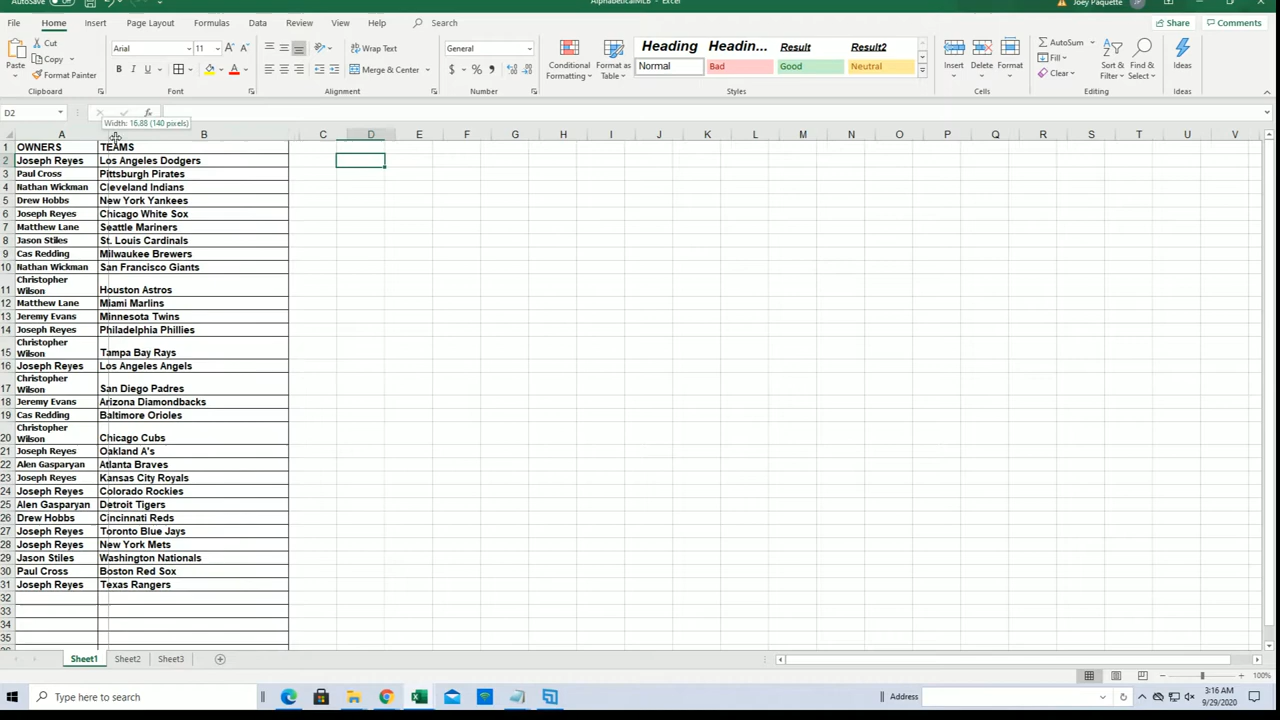 AutoSave Off AlphabeticalMLB - Excel Joey Paquette JP
File Home Insert Page Layout Formulas Data Review View Help Search Share Comments
Cut Arial 11 Wrap Text General Heading Headin... Result Result2 AutoSum
Paste Copy Merge & Center Conditional Formatting Format as Table Normal Bad Good Neutral Insert Delete Format Fill Sort & Filter Find & Select Ideas
Format Painter Clear
Clipboard Font Alignment Number Styles Cells Editing Ideas
D2 fx
Width: 16.88 (140 pixels)
A B C D E F G H I J K L M N O P Q R S T U V
1 OWNERS TEAMS
2 Joseph Reyes Los Angeles Dodgers
3 Paul Cross Pittsburgh Pirates
4 Nathan Wickman Cleveland Indians
5 Drew Hobbs New York Yankees
6 Joseph Reyes Chicago White Sox
7 Matthew Lane Seattle Mariners
8 Jason Stiles St. Louis Cardinals
9 Cas Redding Milwaukee Brewers
10 Nathan Wickman San Francisco Giants
Christopher
11 Wilson Houston Astros
12 Matthew Lane Miami Marlins
13 Jeremy Evans Minnesota Twins
14 Joseph Reyes Philadelphia Phillies
Christopher
15 Wilson Tampa Bay Rays
16 Joseph Reyes Los Angeles Angels
Christopher
17 Wilson San Diego Padres
18 Jeremy Evans Arizona Diamondbacks
19 Cas Redding Baltimore Orioles
Christopher
20 Wilson Chicago Cubs
21 Joseph Reyes Oakland A's
22 Alen Gasparyan Atlanta Braves
23 Joseph Reyes Kansas City Royals
24 Joseph Reyes Colorado Rockies
25 Alen Gasparyan Detroit Tigers
26 Drew Hobbs Cincinnati Reds
27 Joseph Reyes Toronto Blue Jays
28 Joseph Reyes New York Mets
29 Jason Stiles Washington Nationals
30 Paul Cross Boston Red Sox
31 Joseph Reyes Texas Rangers
32
33
34
35
Sheet1 Sheet2 Sheet3
100%
Type here to search Address 3:16 AM
9/29/2020